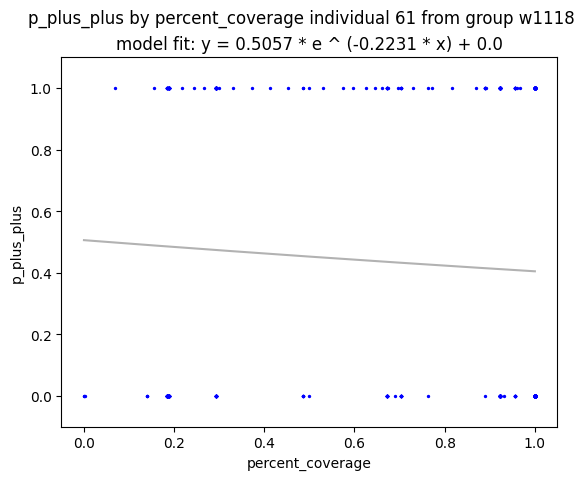 p_plus_plus by percent_coverage individual 61 from group w1118
model fit: y = 0.5057 * e ^ (-0.2231 * x) + 0.0
1.0
0.8
0.6
0.4
0.2
0.0
p_plus_plus
0.0 0.2 0.4 0.6 0.8 1.0
percent_coverage